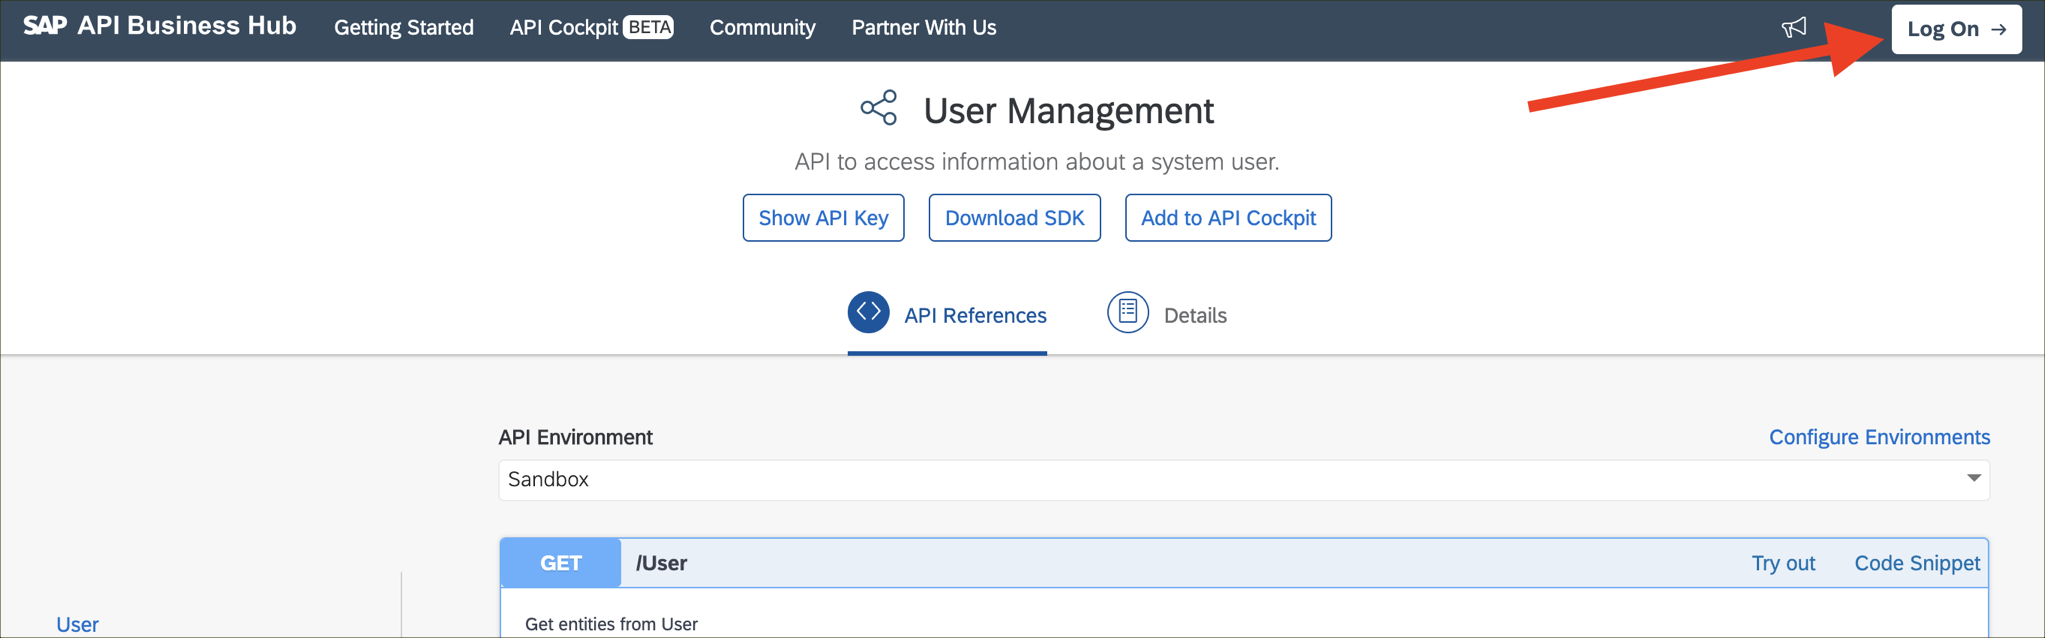 SAP API Business Hub Getting Started API Cockpit BETA Community Partner With Us Log On →
User Management
API to access information about a system user.
Show API Key Download SDK Add to API Cockpit
API References Details
API Environment Configure Environments
Sandbox
GET /User Try out Code Snippet
User
Get entities from User